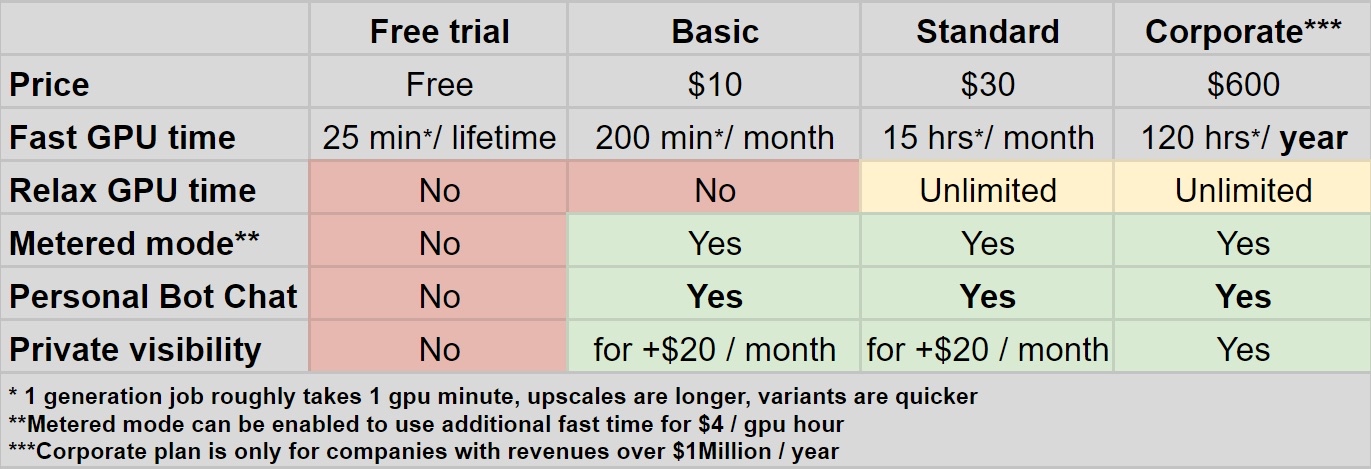 Free trial Basic Standard Corporate***
Price Free $10 $30 $600
Fast GPU time 25 min*/ lifetime 200 min*/ month 15 hrs*/ month 120 hrs*/ year
Relax GPU time No No Unlimited Unlimited
Metered mode** No Yes Yes Yes
Personal Bot Chat No Yes Yes Yes
Private visibility No for +$20 / month for +$20 / month Yes
* 1 generation job roughly takes 1 gpu minute, upscales are longer, variants are quicker
**Metered mode can be enabled to use additional fast time for $4 / gpu hour
***Corporate plan is only for companies with revenues over $1Million / year